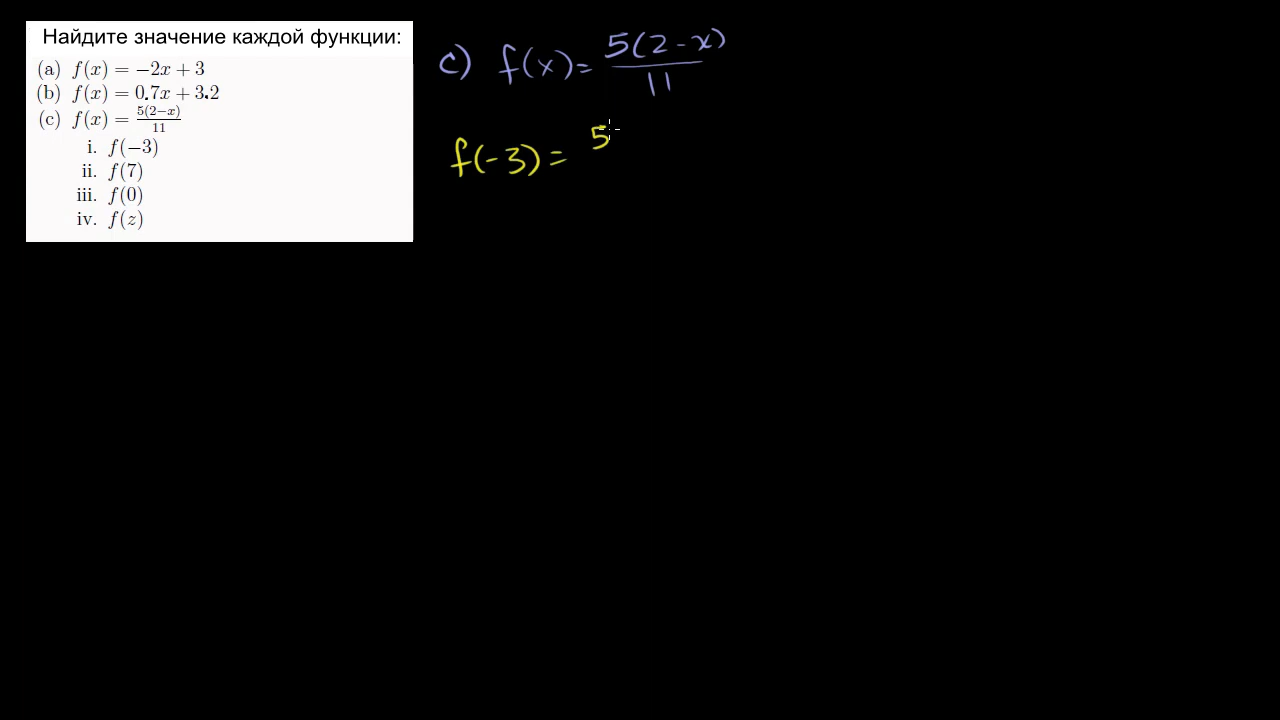 Найдите значение каждой функции:
(a) f(x) = −2x + 3
(b) f(x) = 0.7x + 3.2
(c) f(x) = 5(2−x)/11
i. f(−3)
ii. f(7)
iii. f(0)
iv. f(z)
c) f(x) = 5(2-x)/11
f(-3) = 5